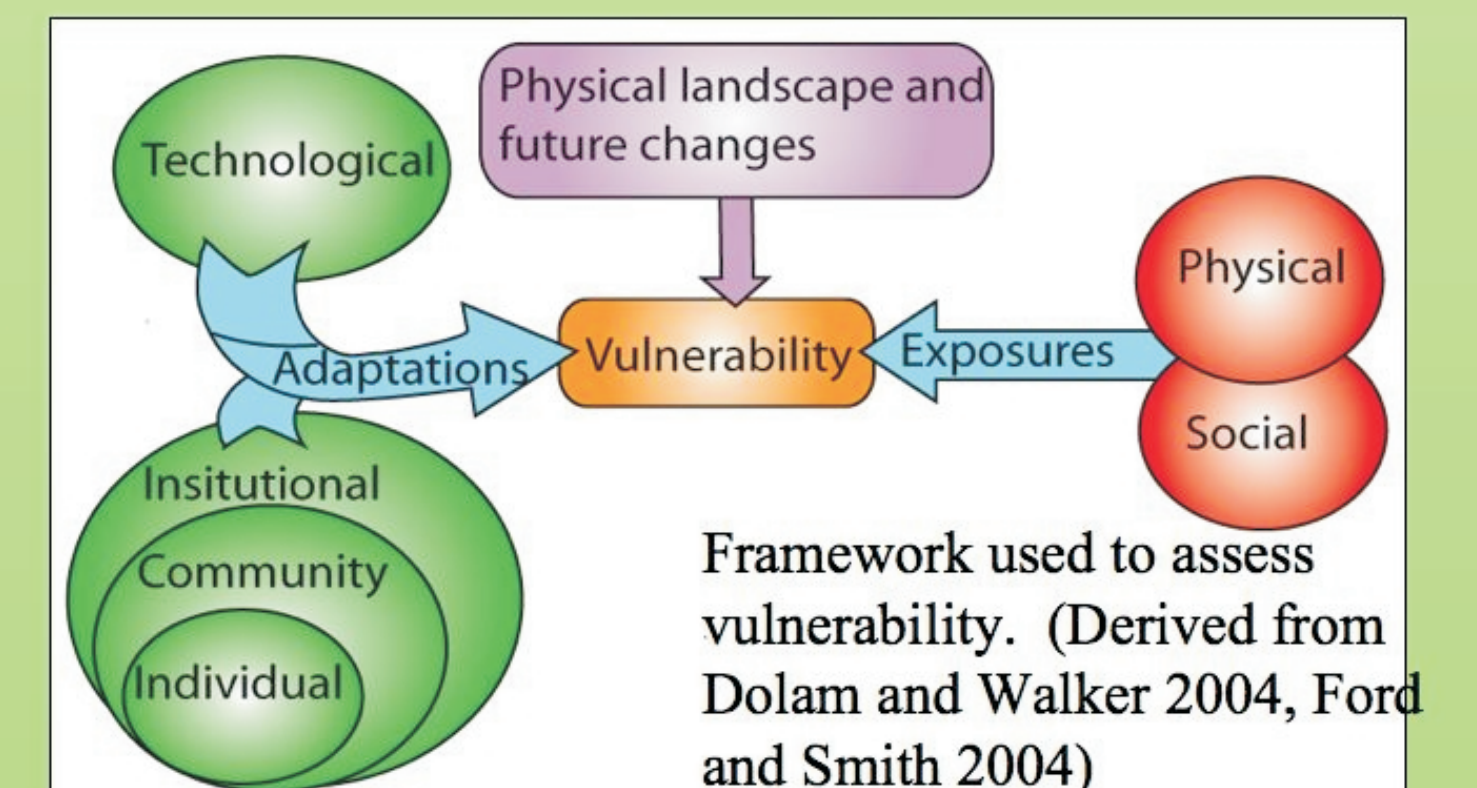 Technological
Physical landscape and
future changes
Physical
Adaptations
Vulnerability
Exposures
Social
Insitutional
Community
Individual
Framework used to assess
vulnerability. (Derived from
Dolam and Walker 2004, Ford
and Smith 2004)